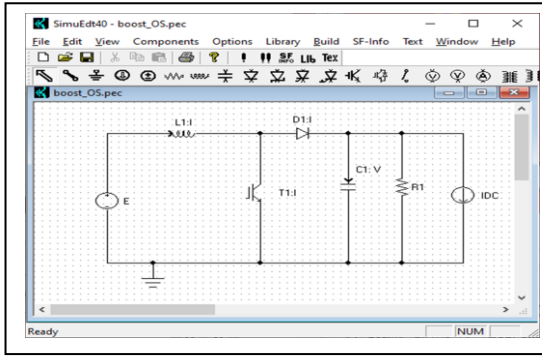 SimuEdt40 - boost_OS.pec
File Edit View Components Options Library Build SF-Info Text Window Help
Lib Tex
boost_OS.pec
L1:I
D1:I
C1: V
R1
IDC
E
T1:I
Ready
NUM